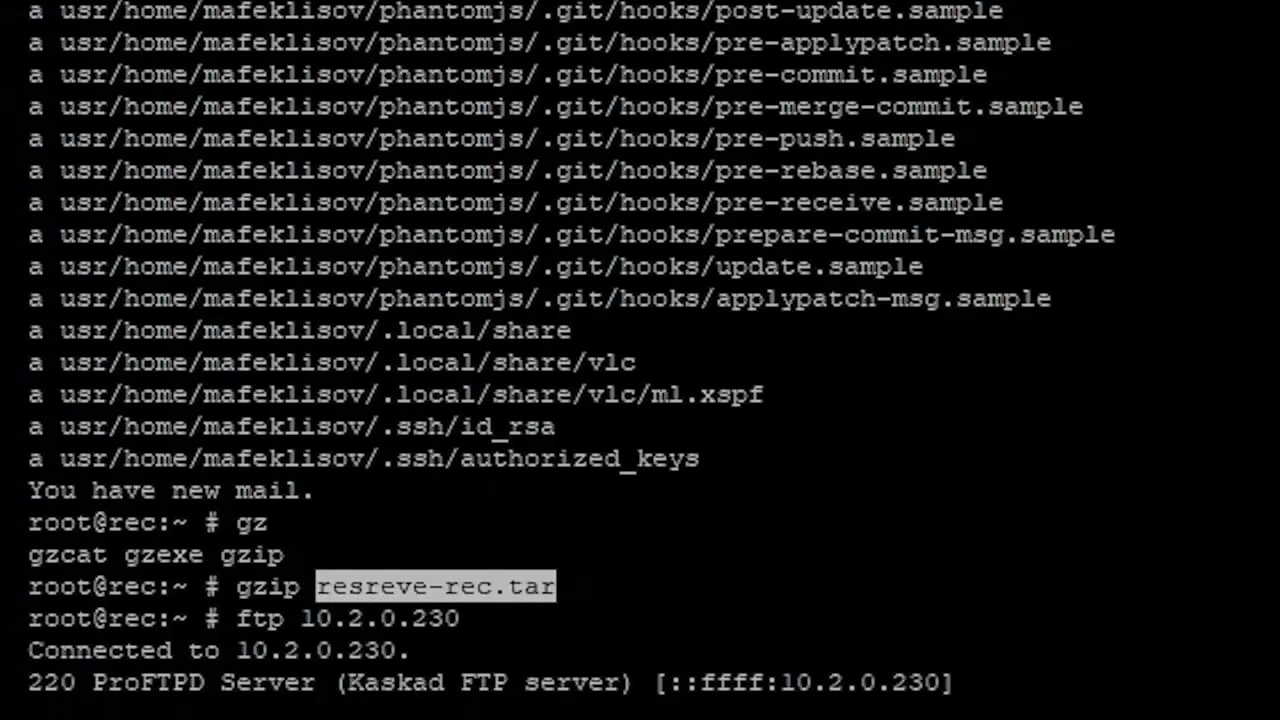 a usr/home/mafeklisov/phantomjs/.git/hooks/post-update.sample
a usr/home/mafeklisov/phantomjs/.git/hooks/pre-applypatch.sample
a usr/home/mafeklisov/phantomjs/.git/hooks/pre-commit.sample
a usr/home/mafeklisov/phantomjs/.git/hooks/pre-merge-commit.sample
a usr/home/mafeklisov/phantomjs/.git/hooks/pre-push.sample
a usr/home/mafeklisov/phantomjs/.git/hooks/pre-rebase.sample
a usr/home/mafeklisov/phantomjs/.git/hooks/pre-receive.sample
a usr/home/mafeklisov/phantomjs/.git/hooks/prepare-commit-msg.sample
a usr/home/mafeklisov/phantomjs/.git/hooks/update.sample
a usr/home/mafeklisov/phantomjs/.git/hooks/applypatch-msg.sample
a usr/home/mafeklisov/.local/share
a usr/home/mafeklisov/.local/share/vlc
a usr/home/mafeklisov/.local/share/vlc/ml.xspf
a usr/home/mafeklisov/.ssh/id_rsa
a usr/home/mafeklisov/.ssh/authorized_keys
You have new mail.
root@rec:~ # gz
gzcat gzexe gzip
root@rec:~ # gzip resreve-rec.tar
root@rec:~ # ftp 10.2.0.230
Connected to 10.2.0.230.
220 ProFTPD Server (Kaskad FTP server) [::ffff:10.2.0.230]